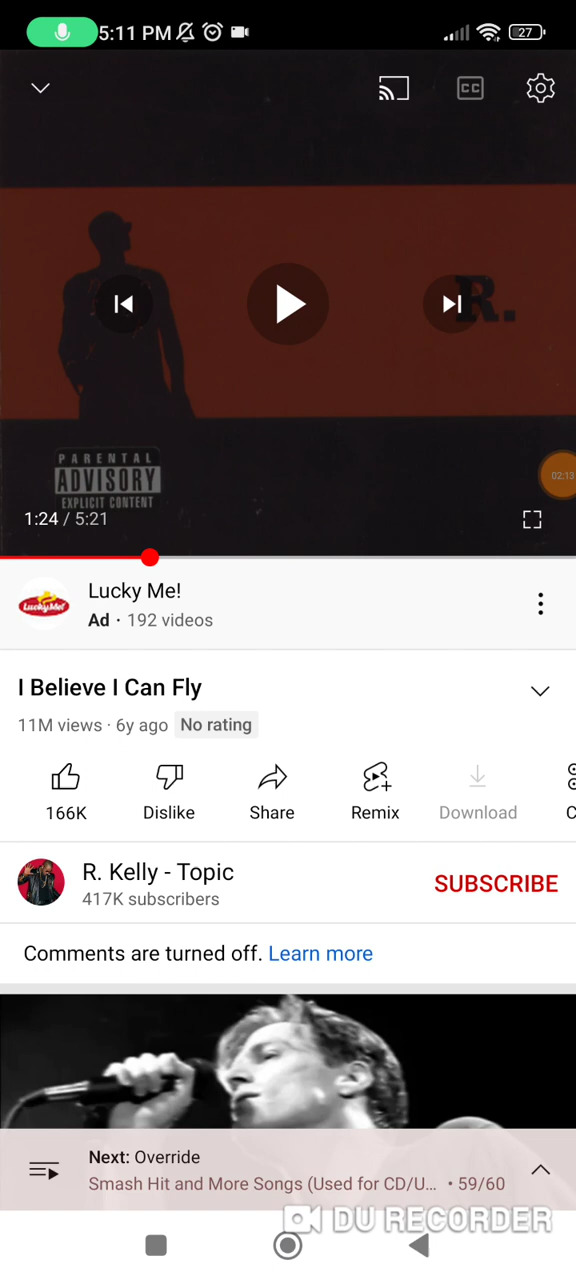 5:11 PM
27
CC
R.
PARENTAL
ADVISORY
EXPLICIT CONTENT
02:13
1:24 / 5:21
Lucky Me!
Lucky Me!
Ad · 192 videos
I Believe I Can Fly
11M views · 6y ago No rating
166K Dislike Share Remix Download C
R. Kelly - Topic
417K subscribers
SUBSCRIBE
Comments are turned off. Learn more
Next: Override
Smash Hit and More Songs (Used for CD/U... · 59/60
DU RECORDER